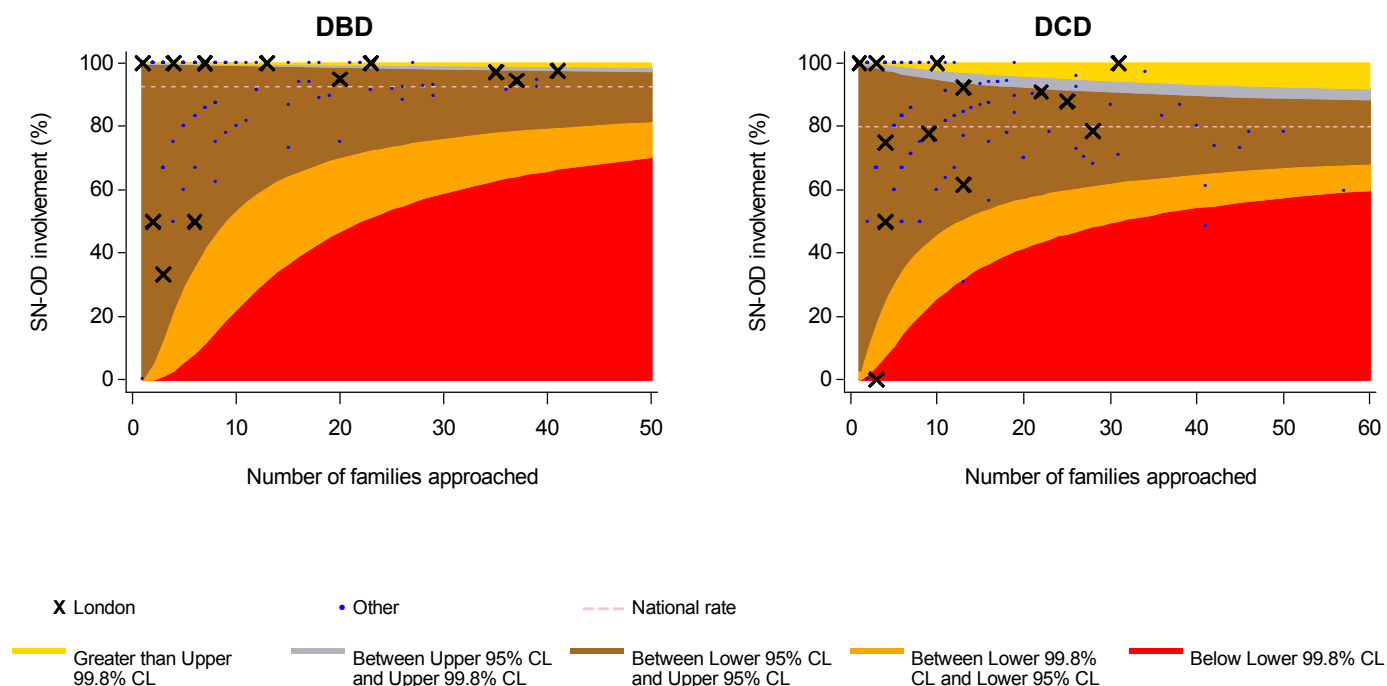 DBD
100
80
60
40
20
0
SN-OD involvement (%)
0 10 20 30 40 50
Number of families approached
DCD
100
80
60
40
20
0
SN-OD involvement (%)
0 10 20 30 40 50 60
Number of families approached
X London
Other
National rate
Greater than Upper
99.8% CL
Between Upper 95% CL
and Upper 99.8% CL
Between Lower 95% CL
and Upper 95% CL
Between Lower 99.8%
CL and Lower 95% CL
Below Lower 99.8% CL